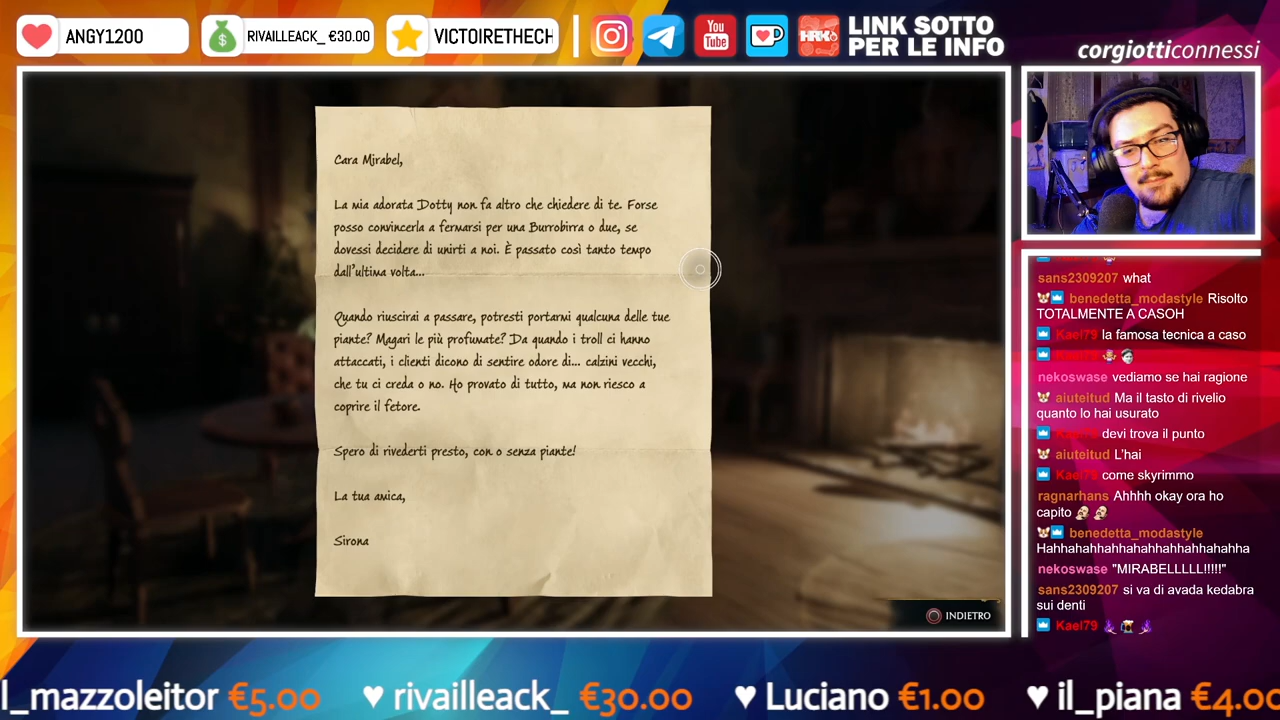 ANGY1200
RIVAILLEACK_ €30.00
VICTOIRETHECH
You
Tube
HRK
LINK SOTTO
PER LE INFO
corgiotticonnessi
Cara Mirabel,
La mia adorata Dotty non fa altro che chiedere di te. Forse
posso convincerla a fermarsi per una Burrobirra o due, se
dovessi decidere di unirti a noi. È passato così tanto tempo
dall'ultima volta...
Quando riuscirai a passare, potresti portarmi qualcuna delle tue
piante? Magari le più profumate? Da quando i troll ci hanno
attaccati, i clienti dicono di sentire odore di... calzini vecchi,
che tu ci creda o no. Ho provato di tutto, ma non riesco a
coprire il fetore.
Spero di rivederti presto, con o senza piante!
La tua amica,
Sirona
INDIETRO
sans2309207 what
benedetta_modastyle Risolto
TOTALMENTE A CASOH
Kael79 la famosa tecnica a caso
Kael79
nekoswase vediamo se hai ragione
aiuteitud Ma il tasto di rivelio
quanto lo hai usurato
Kael79 devi trova il punto
aiuteitud L'hai
Kael79 come skyrimmo
ragnarhans Ahhhh okay ora ho
capito
benedetta_modastyle
Hahhahahhahhahahhahhahhahahha
nekoswase "MIRABELLLLL!!!!!"
sans2309207 si va di avada kedabra
sui denti
Kael79
l_mazzoleitor €5.00 ♥ rivailleack_ €30.00 ♥ Luciano €1.00 ♥ il_piana €4.00